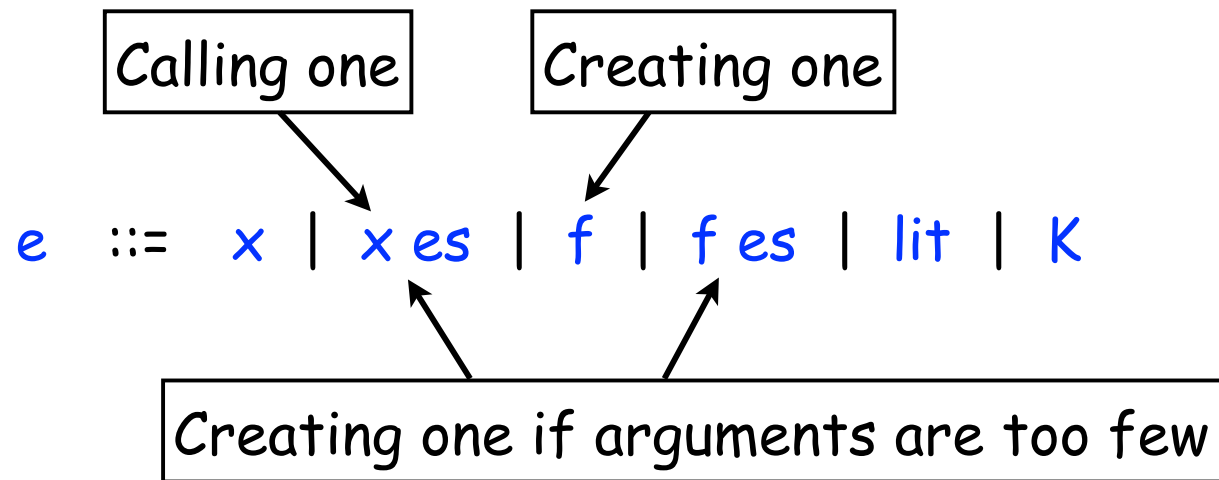 Calling one Creating one
e ::= x | x es | f | f es | lit | K
Creating one if arguments are too few